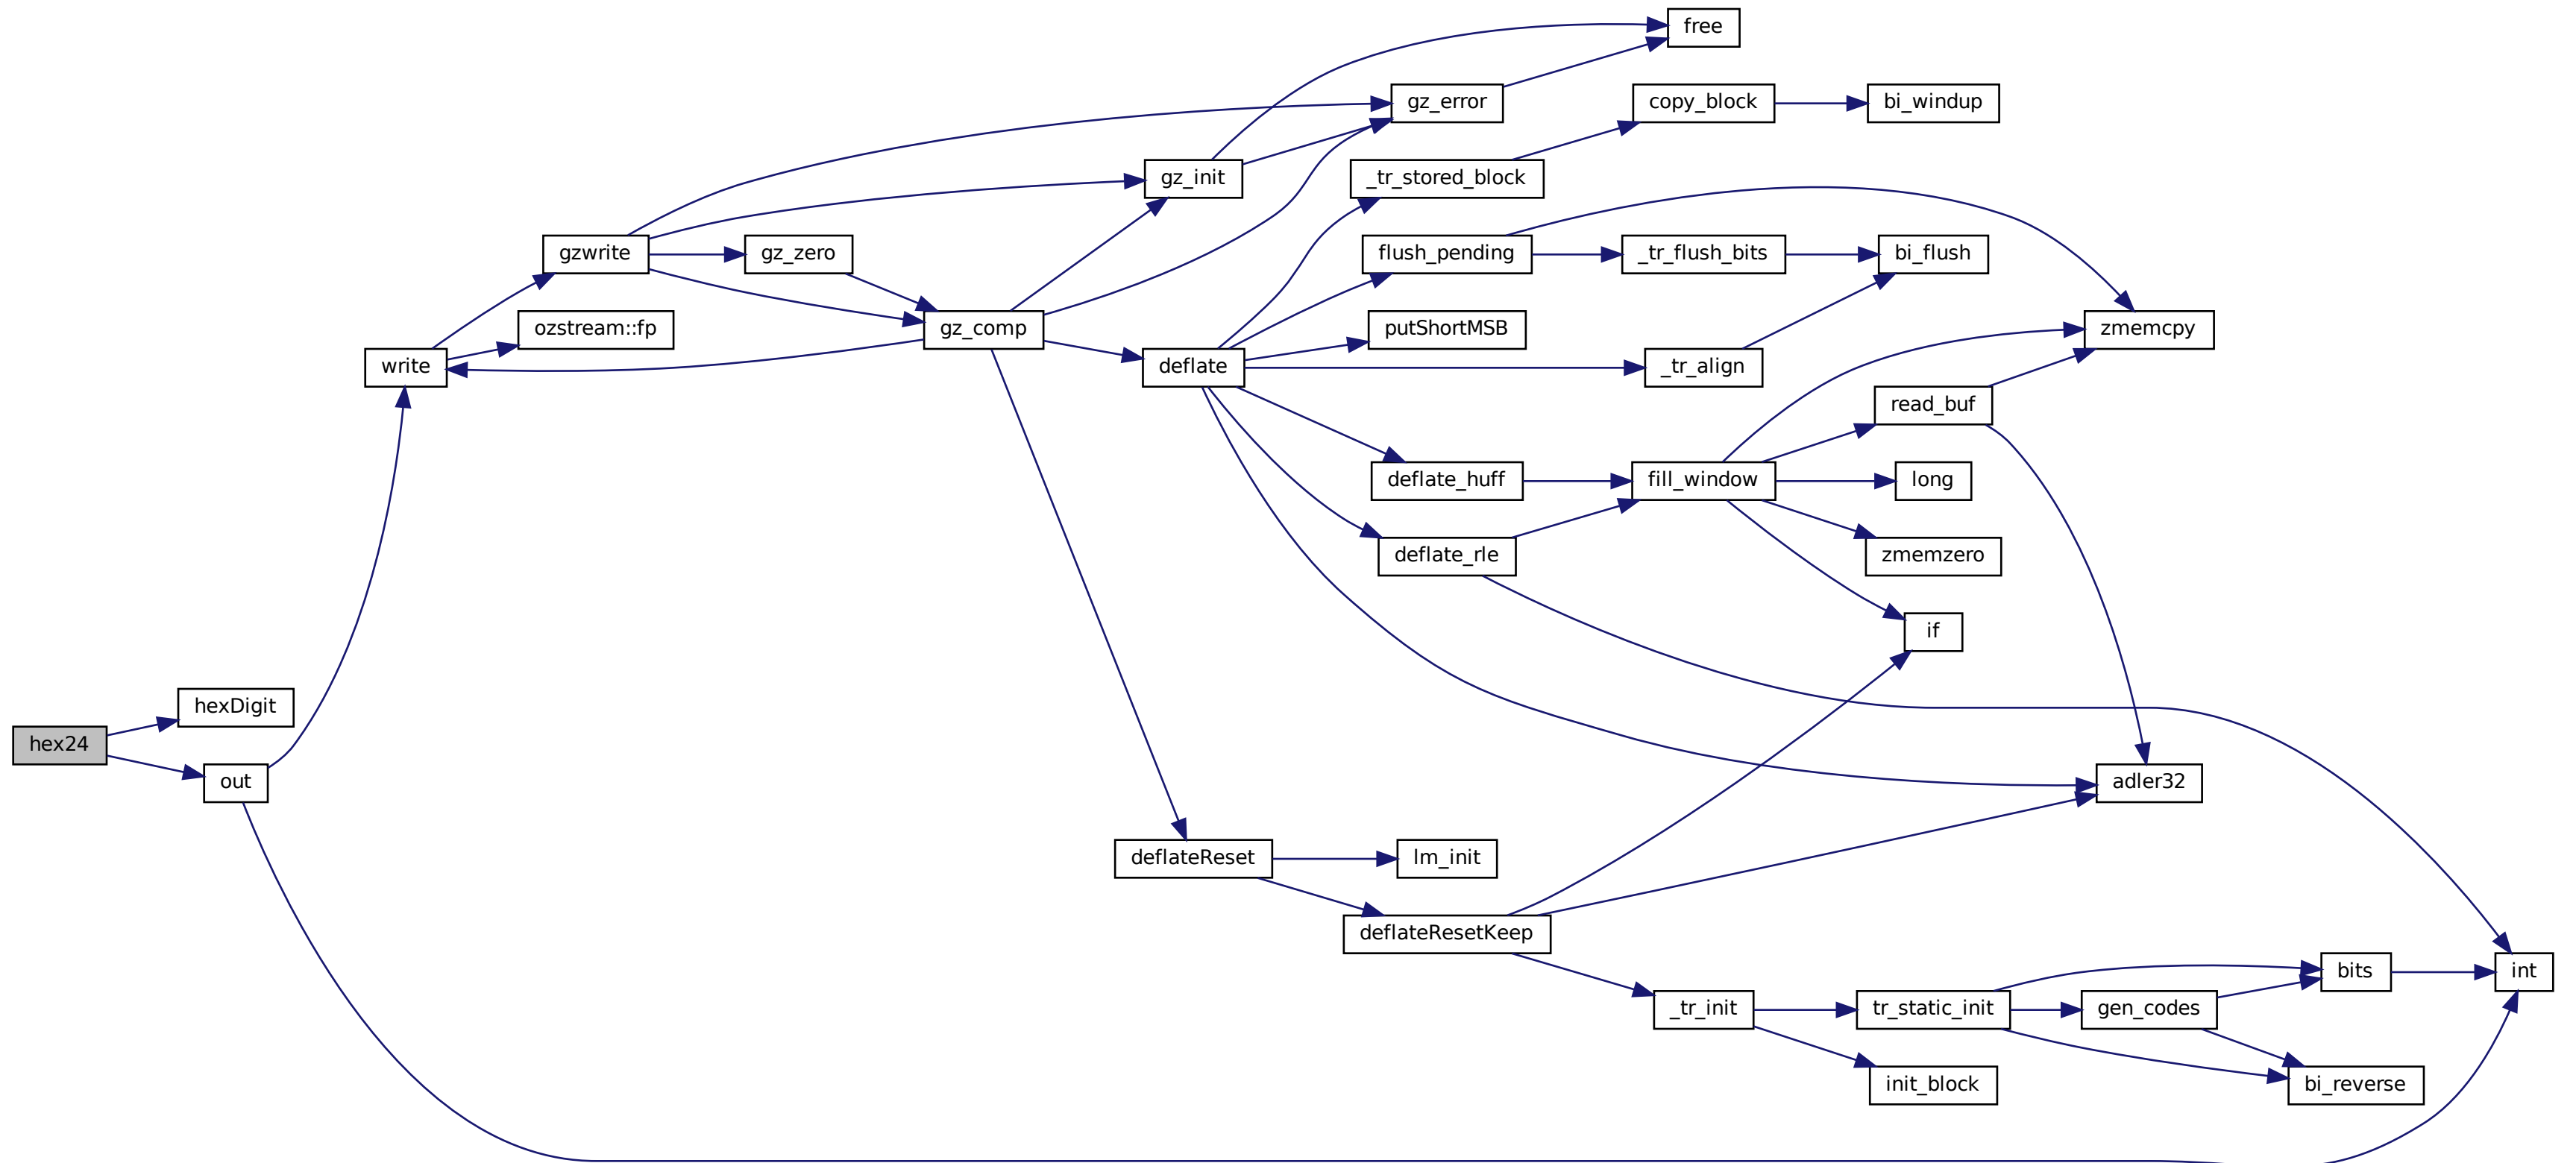 free
gz_error
copy_block
bi_windup
gz_init
_tr_stored_block
gzwrite
gz_zero
flush_pending
_tr_flush_bits
bi_flush
ozstream::fp
gz_comp
putShortMSB
zmemcpy
write
deflate
_tr_align
read_buf
deflate_huff
fill_window
long
deflate_rle
zmemzero
if
hexDigit
hex24
out
adler32
deflateReset
lm_init
deflateResetKeep
bits
int
_tr_init
tr_static_init
gen_codes
init_block
bi_reverse